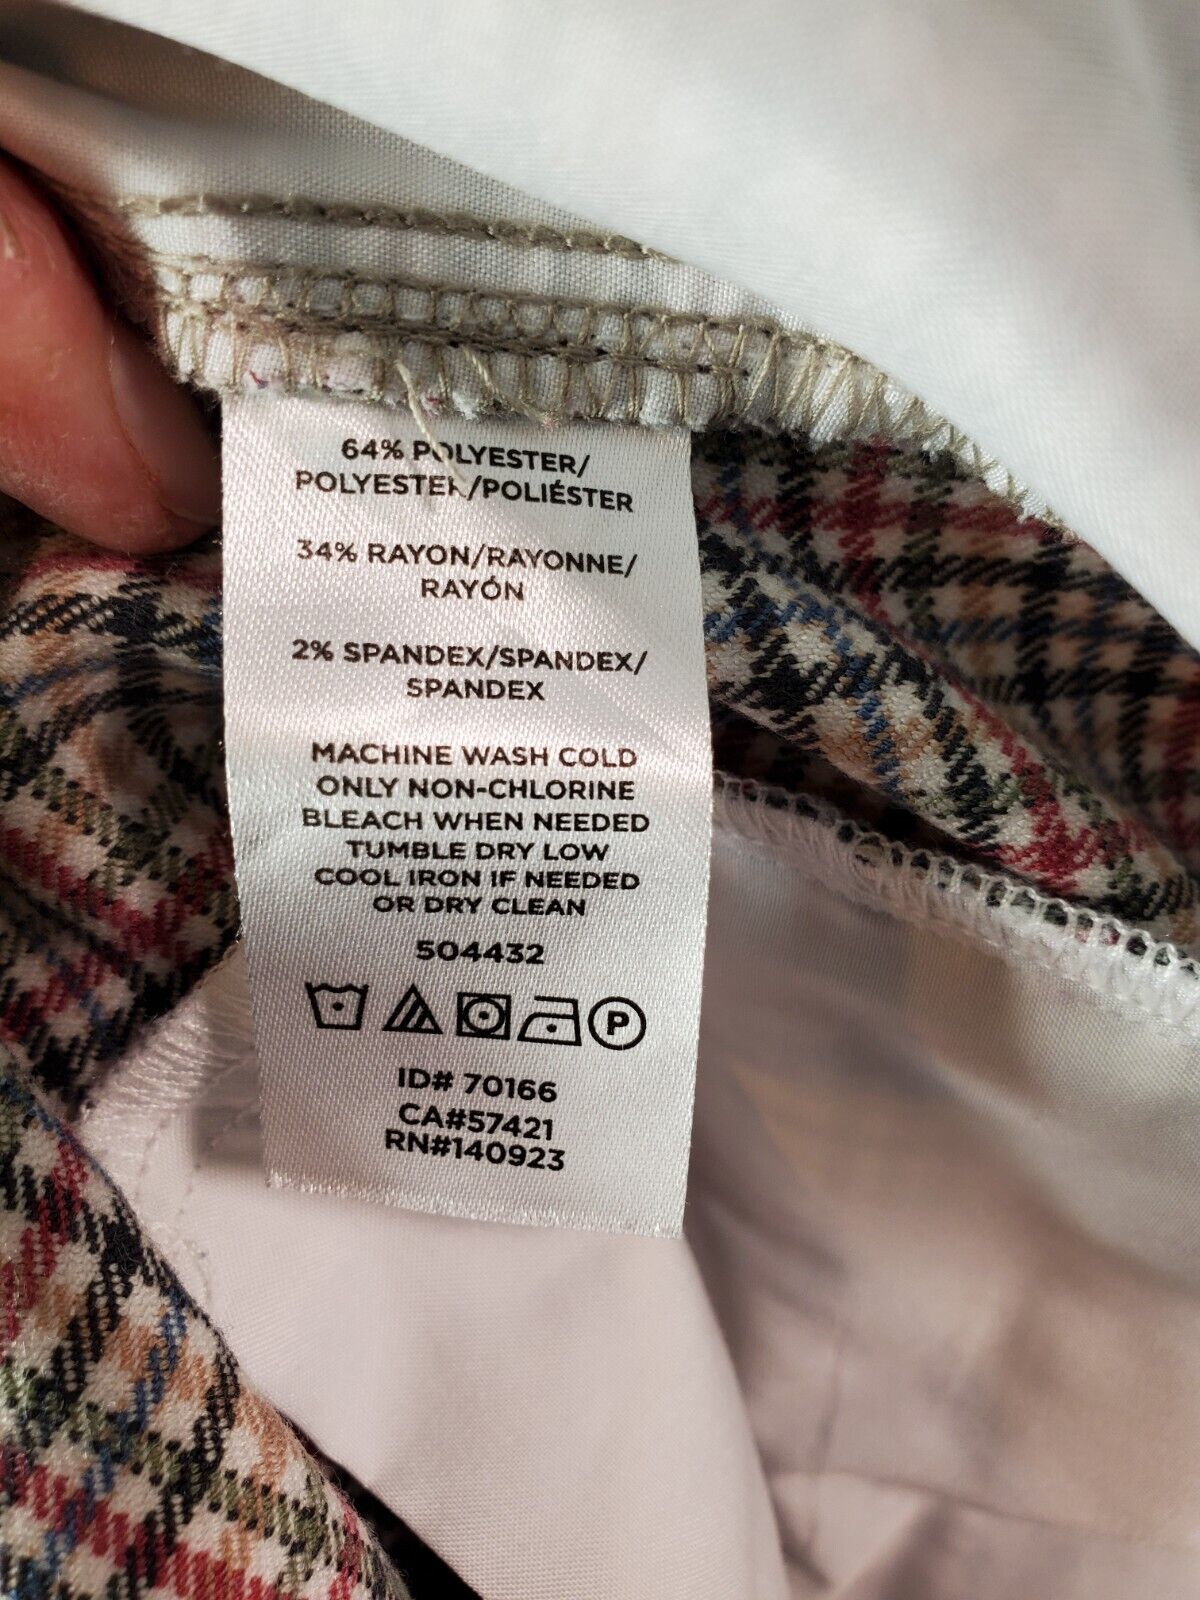 64% POLYESTER/
POLYESTER/POLIÉSTER
34% RAYON/RAYONNE/
RAYÓN
2% SPANDEX/SPANDEX/
SPANDEX
MACHINE WASH COLD
ONLY NON-CHLORINE
BLEACH WHEN NEEDED
TUMBLE DRY LOW
COOL IRON IF NEEDED
OR DRY CLEAN
504432
P
ID# 70166
CA#57421
RN#140923